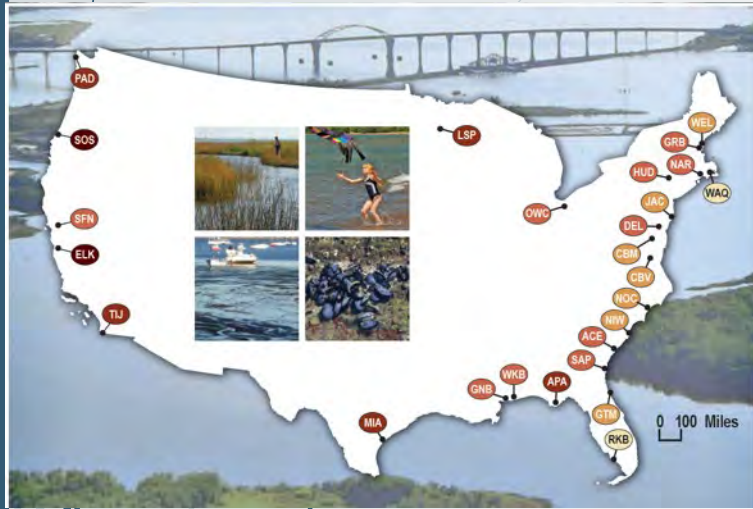 PAD
WEL
SOS
LSP
GRB
NAR
HUD
WAQ
JAC
OWC
SFN
DEL
ELK
CBM
CBV
NOC
TIJ
NIW
ACE
SAP
WKB
GNB
APA
GTM
MIA
0 100 Miles
RKB